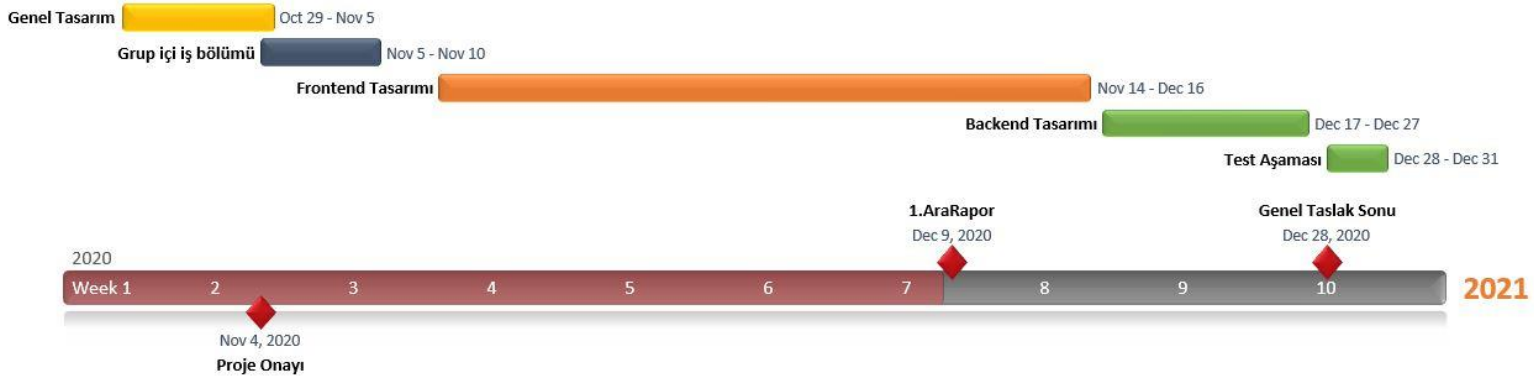 Genel Tasarım Oct 29 - Nov 5
Grup içi iş bölümü Nov 5 - Nov 10
Frontend Tasarımı Nov 14 - Dec 16
Backend Tasarımı Dec 17 - Dec 27
Test Aşaması Dec 28 - Dec 31
1.AraRapor
Dec 9, 2020
Genel Taslak Sonu
Dec 28, 2020
2020
Week 1 2 3 4 5 6 7 8 9 10 2021
Nov 4, 2020
Proje Onayı